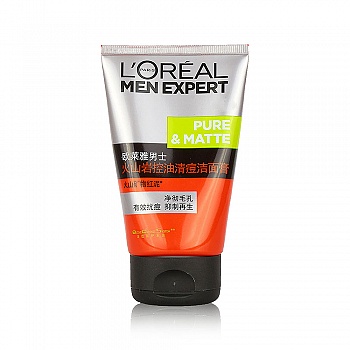 L'ORÉAL
PARIS
MEN EXPERT
PURE
& MATTE
欧莱雅男士
火山岩控油清痘洁面膏
净彻毛孔
有效抗痘 抑制再生